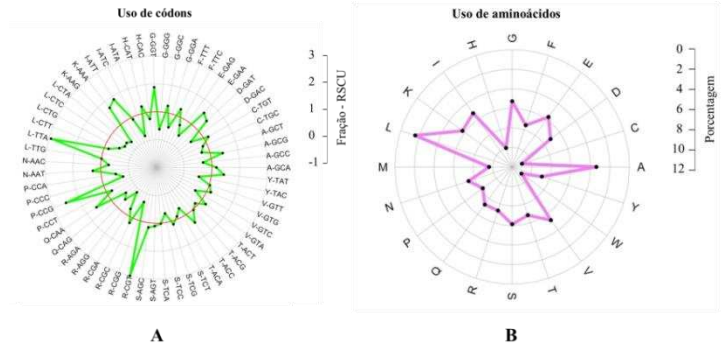 Uso de códons
G-GGT
G-GGG
G-GGC
G-GGA
F-TTT
F-TTC
E-GAG
E-GAA
D-GAT
D-GAC
C-TGT
C-TGC
A-GCT
A-GCG
A-GCC
A-GCA
Y-TAT
Y-TAC
V-GTT
V-GTG
V-GTC
V-GTA
T-ACT
T-ACG
T-ACC
T-ACA
S-TCT
S-TCG
S-TCC
S-TCA
S-AGT
S-AGC
R-CGT
R-CGG
R-CGC
R-CGA
R-AGG
R-AGA
Q-CAG
Q-CAA
P-CCT
P-CCG
P-CCC
P-CCA
N-AAT
N-AAC
L-TTG
L-TTA
L-CTT
L-CTG
L-CTC
L-CTA
K-AAG
K-AAA
I-ATT
I-ATC
I-ATA
H-CAT
H-CAC
3
2
1
0
-1
Fração - RSCU
A
Uso de aminoácidos
G
F
E
D
C
A
Y
W
V
T
S
R
Q
P
N
M
L
K
I
H
0
2
4
6
8
10
12
Porcentagem
B